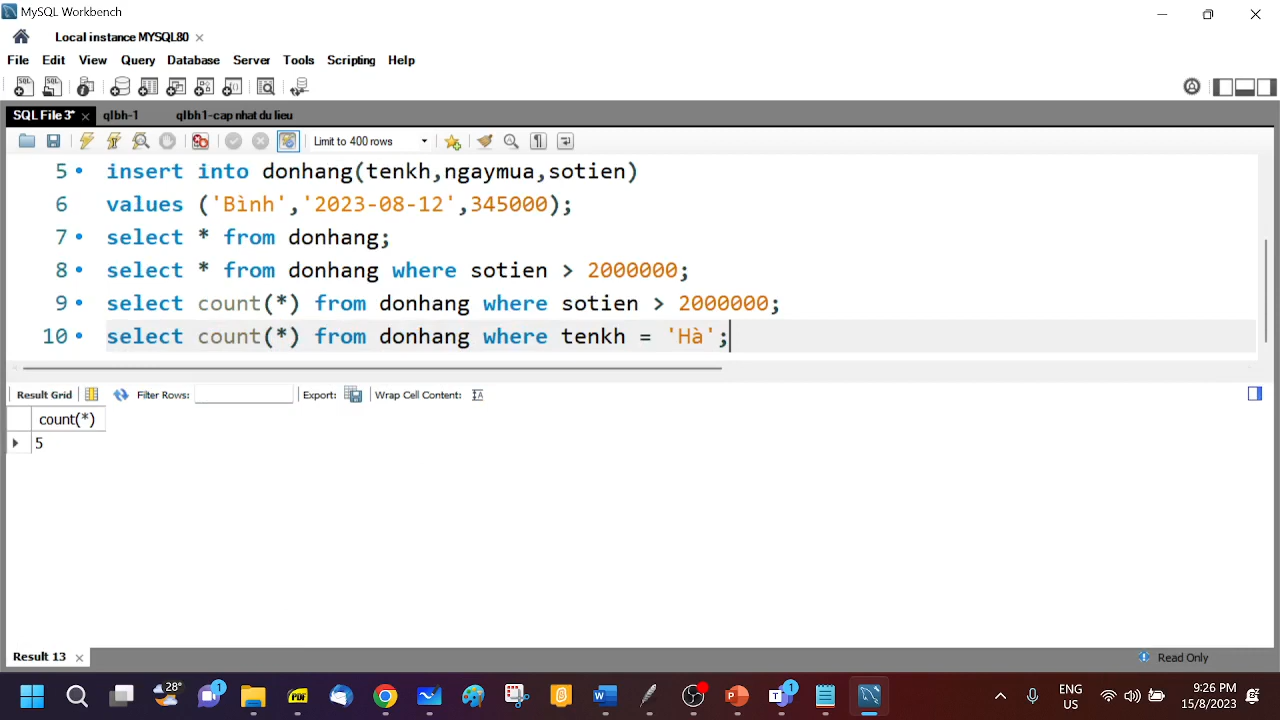 MySQL Workbench
Local instance MYSQL80
File Edit View Query Database Server Tools Scripting Help
SQL File 3* qlbh-1 qlbh1-cap nhat du lieu
Limit to 400 rows
5 insert into donhang(tenkh,ngaymua,sotien)
6 values ('Bình','2023-08-12',345000);
7 select * from donhang;
8 select * from donhang where sotien > 2000000;
9 select count(*) from donhang where sotien > 2000000;
10 select count(*) from donhang where tenkh = 'Hà';
Result Grid Filter Rows: Export: Wrap Cell Content:
count(*)
5
Result 13 Read Only
28° 1 PDF 1 ENG US 9:26 PM 15/8/2023